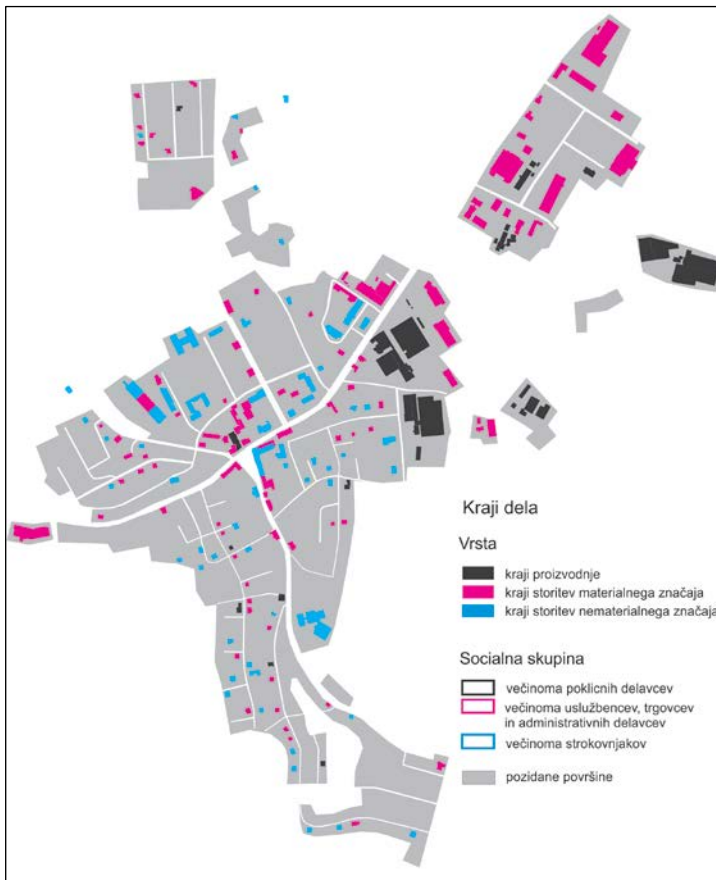 Kraji dela
Vrsta
kraji proizvodnje
kraji storitev materialnega značaja
kraji storitev nematerialnega značaja
Socialna skupina
večinoma poklicnih delavcev
večinoma uslužbencev, trgovcev
in administrativnih delavcev
večinoma strokovnjakov
pozidane površine